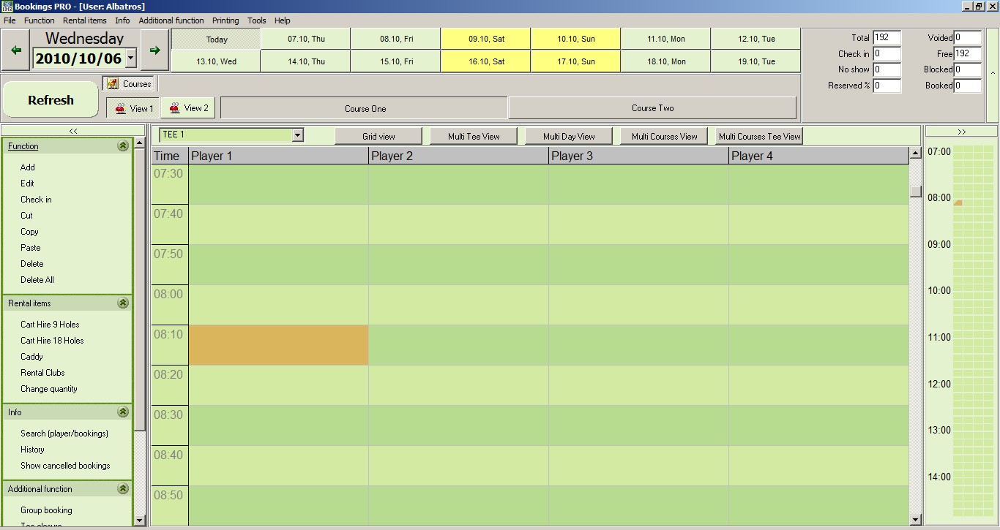 Bookings PRO - [User: Albatros]
File Function Rental items Info Additional function Printing Tools Help
Wednesday
2010/10/06
Today 07.10, Thu 08.10, Fri 09.10, Sat 10.10, Sun 11.10, Mon 12.10, Tue
13.10, Wed 14.10, Thu 15.10, Fri 16.10, Sat 17.10, Sun 18.10, Mon 19.10, Tue
Total 192 Voided 0
Check in 0 Free 192
No show 0 Blocked 0
Reserved % 0 Booked 0
Refresh
Courses
View 1 View 2 Course One Course Two
<<
Function
Add
Edit
Check in
Cut
Copy
Paste
Delete
Delete All
Rental items
Cart Hire 9 Holes
Cart Hire 18 Holes
Caddy
Rental Clubs
Change quantity
Info
Search (player/bookings)
History
Show cancelled bookings
Additional function
Group booking
Tee closure
TEE 1 Grid view Multi Tee View Multi Day View Multi Courses View Multi Courses Tee View
Time Player 1 Player 2 Player 3 Player 4
07:30
07:40
07:50
08:00
08:10
08:20
08:30
08:40
08:50
>>
07:00
08:00
09:00
10:00
11:00
12:00
13:00
14:00